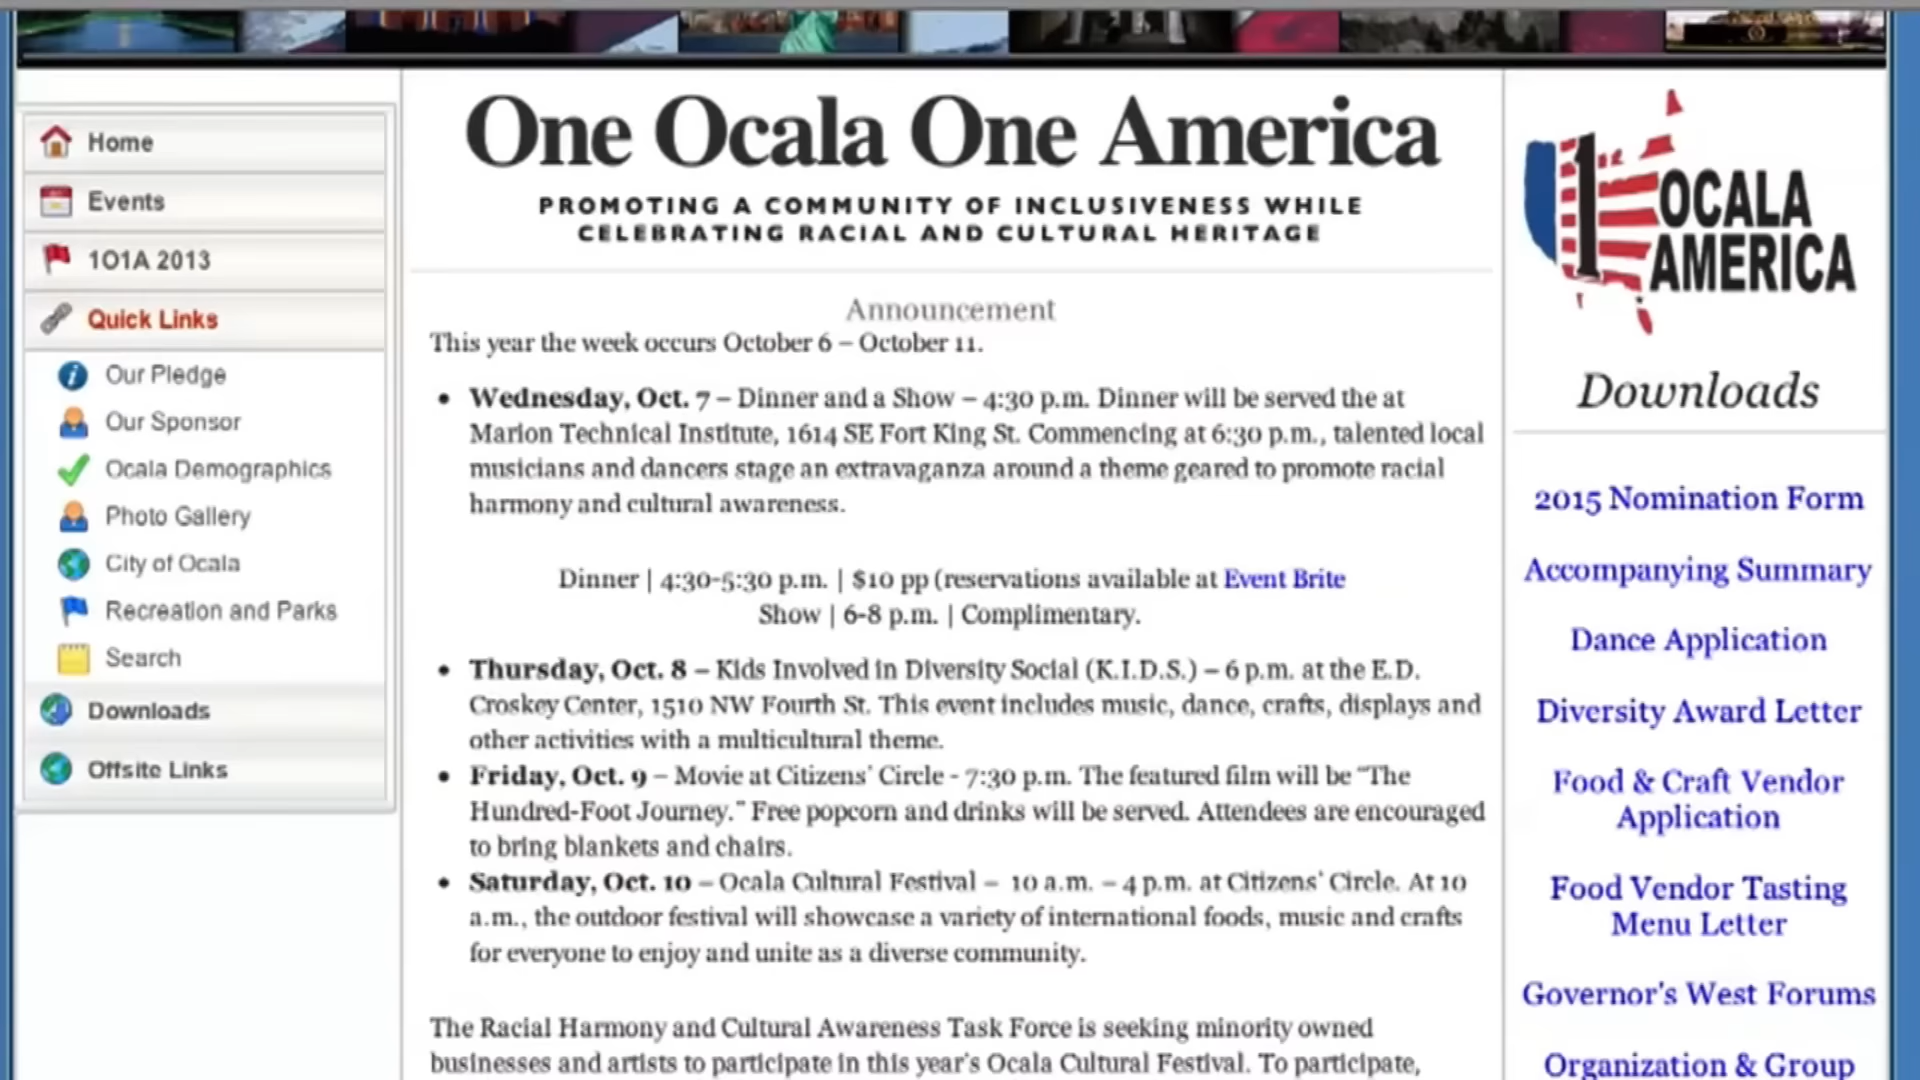 Home
Events
1O1A 2013
Quick Links
Our Pledge
Our Sponsor
Ocala Demographics
Photo Gallery
City of Ocala
Recreation and Parks
Search
Downloads
Offsite Links
One Ocala One America
PROMOTING A COMMUNITY OF INCLUSIVENESS WHILE
CELEBRATING RACIAL AND CULTURAL HERITAGE
Announcement
This year the week occurs October 6 – October 11.
• Wednesday, Oct. 7 – Dinner and a Show – 4:30 p.m. Dinner will be served the at
Marion Technical Institute, 1614 SE Fort King St. Commencing at 6:30 p.m., talented local
musicians and dancers stage an extravaganza around a theme geared to promote racial
harmony and cultural awareness.
Dinner | 4:30-5:30 p.m. | $10 pp (reservations available at Event Brite
Show | 6-8 p.m. | Complimentary.
• Thursday, Oct. 8 – Kids Involved in Diversity Social (K.I.D.S.) – 6 p.m. at the E.D.
Croskey Center, 1510 NW Fourth St. This event includes music, dance, crafts, displays and
other activities with a multicultural theme.
• Friday, Oct. 9 – Movie at Citizens' Circle - 7:30 p.m. The featured film will be "The
Hundred-Foot Journey." Free popcorn and drinks will be served. Attendees are encouraged
to bring blankets and chairs.
• Saturday, Oct. 10 – Ocala Cultural Festival – 10 a.m. – 4 p.m. at Citizens' Circle. At 10
a.m., the outdoor festival will showcase a variety of international foods, music and crafts
for everyone to enjoy and unite as a diverse community.
The Racial Harmony and Cultural Awareness Task Force is seeking minority owned
businesses and artists to participate in this year's Ocala Cultural Festival. To participate,
1 OCALA
AMERICA
Downloads
2015 Nomination Form
Accompanying Summary
Dance Application
Diversity Award Letter
Food & Craft Vendor
Application
Food Vendor Tasting
Menu Letter
Governor's West Forums
Organization & Group